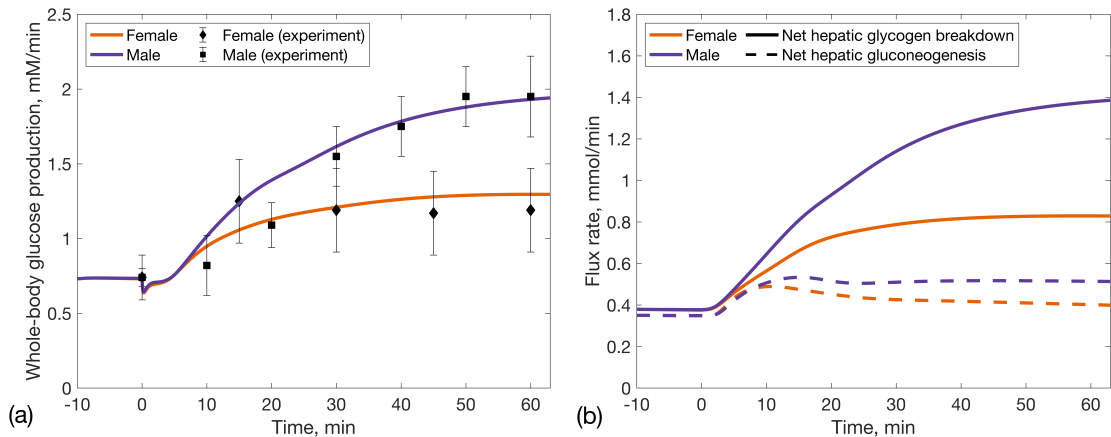 2.5
2
1.5
1
0.5
0
Whole-body glucose production, mM/min
Female
Male
Female (experiment)
Male (experiment)
-10 0 10 20 30 40 50 60
Time, min
(a)
1.8
1.6
1.4
1.2
1
0.8
0.6
0.4
0.2
0
Flux rate, mmol/min
Female
Male
Net hepatic glycogen breakdown
Net hepatic gluconeogenesis
-10 0 10 20 30 40 50 60
Time, min
(b)